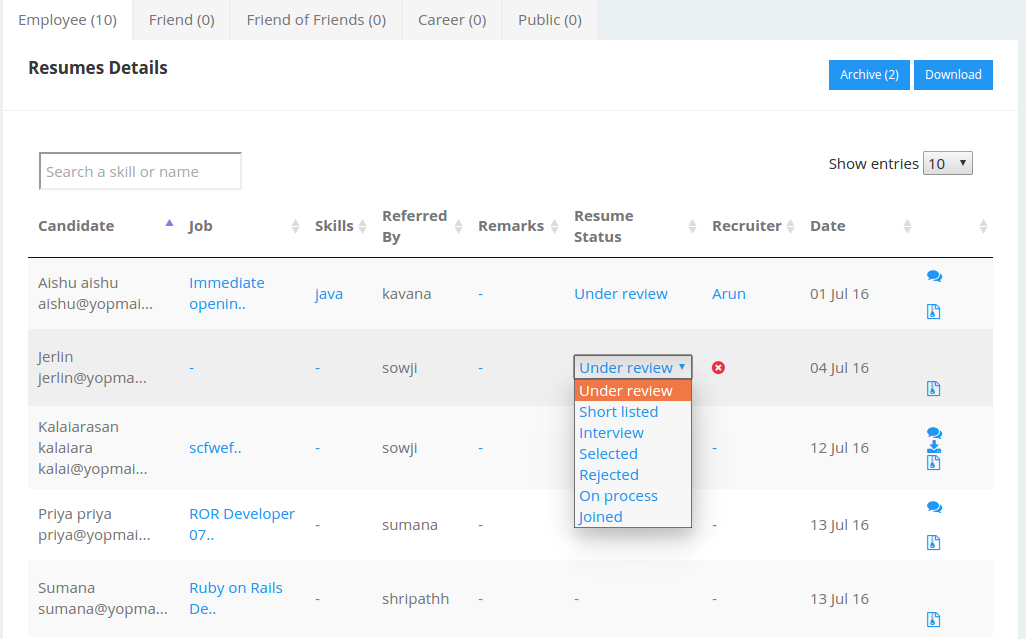 Employee (10) Friend (0) Friend of Friends (0) Career (0) Public (0)
Resumes Details
Archive (2) Download
Search a skill or name
Show entries 10
Candidate Job Skills Referred By Remarks Resume Status Recruiter Date
Aishu aishu
aishu@yopmai...
Immediate
openin..
java kavana - Under review Arun 01 Jul 16
Jerlin
jerlin@yopma...
- - sowji - Under review 04 Jul 16
Under review
Short listed
Interview
Selected
Rejected
On process
Joined
Kalaiarasan
kalaiara
kalai@yopmai...
scfwef.. - sowji - - 12 Jul 16
Priya priya
priya@yopmai...
ROR Developer
07..
- sumana - - 13 Jul 16
Sumana
sumana@yopma...
Ruby on Rails
De..
- shripathh - - - 13 Jul 16